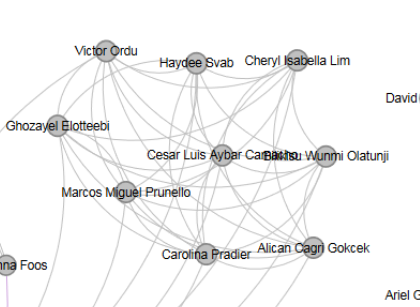 Victor Ordu
Haydee Svab
Cheryl Isabella Lim
David
Ghozayel Elotteebi
Cesar Luis Aybar Camacho
Wunmi Olatunji
Marcos Miguel Prunello
Carolina Pradier
Alican Cagri Gokcek
nna Foos
Ariel G